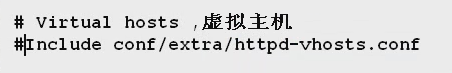 # Virtual hosts ,虚拟主机
#Include conf/extra/httpd-vhosts.conf